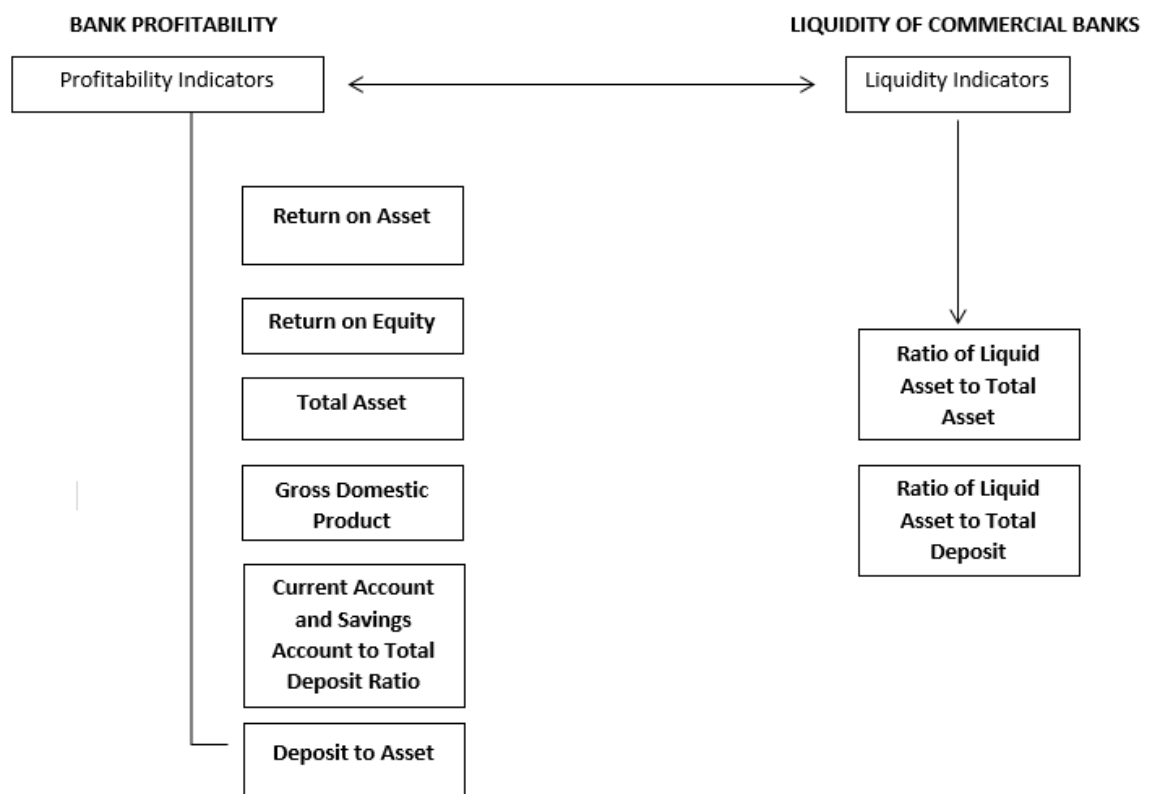 BANK PROFITABILITY
LIQUIDITY OF COMMERCIAL BANKS
Profitability Indicators
Liquidity Indicators
Return on Asset
Return on Equity
Total Asset
Gross Domestic
Product
Current Account
and Savings
Account to Total
Deposit Ratio
Deposit to Asset
Ratio of Liquid
Asset to Total
Asset
Ratio of Liquid
Asset to Total
Deposit